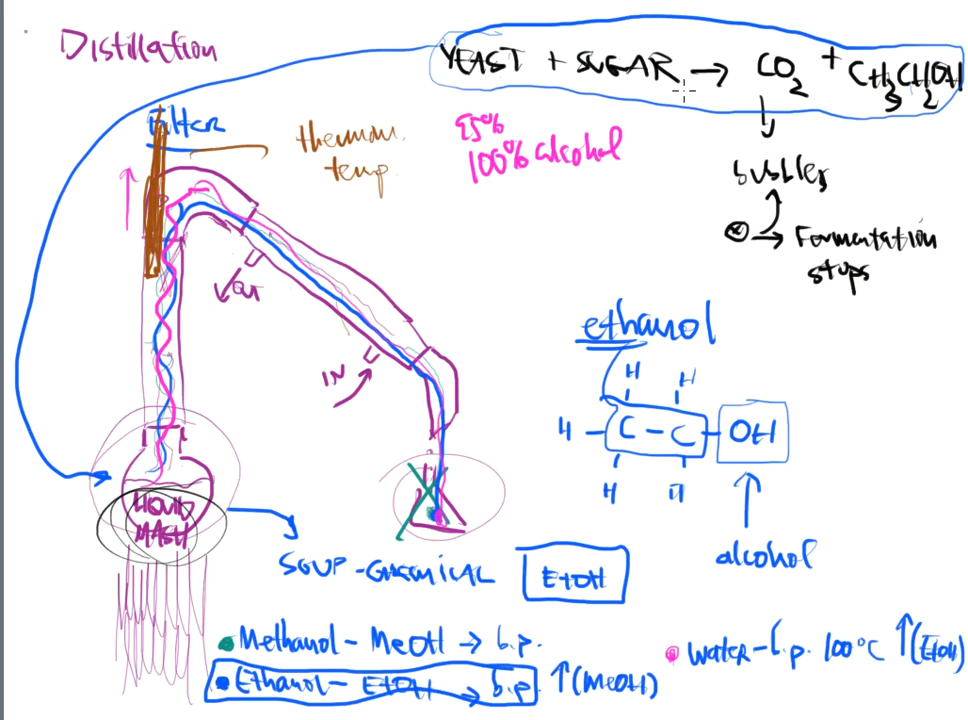 Distillation
YEAST + SUGAR → CO2 + CH3CH2OH
Filter
thermom.
temp.
95%
100% alcohol
bubbles
→ Fermentation
stops
OUT
IN
ethanol
H H
H - C - C - OH
H H
alcohol
LIQUID
MASH
SOUP - CHEMICAL EtOH
Methanol - MeOH → b.p.
Ethanol - EtOH → b.p. ↑(MeOH)
Water - b.p. 100°C ↑(EtOH)